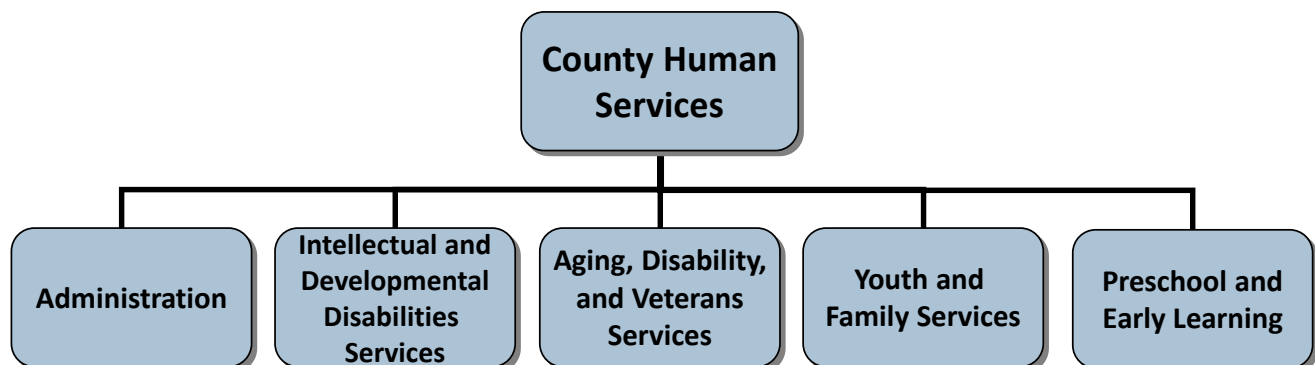 County Human
Services
Administration
Intellectual and
Developmental
Disabilities
Services
Aging, Disability,
and Veterans
Services
Youth and
Family Services
Preschool and
Early Learning